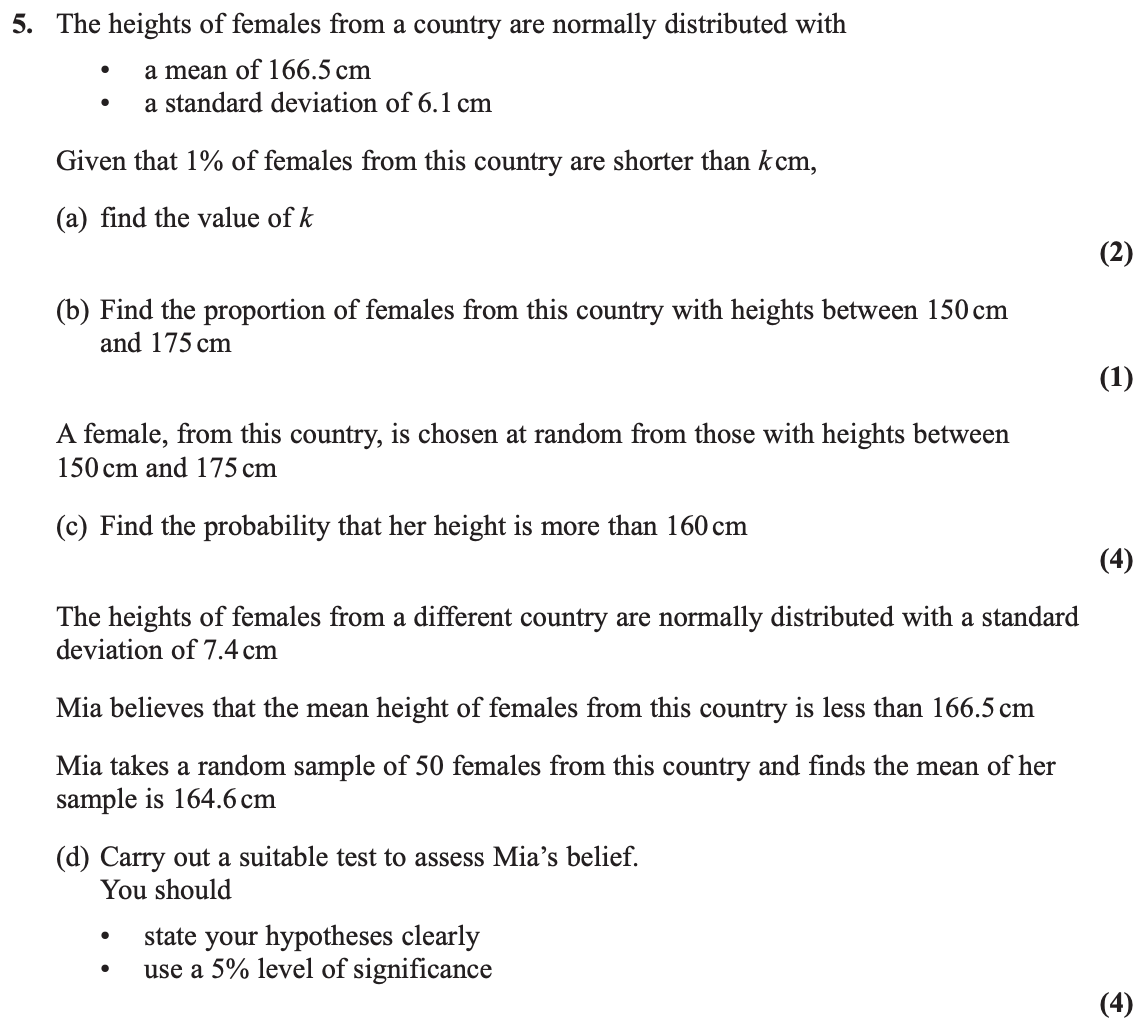 5. The heights of females from a country are normally distributed with
• a mean of 166.5 cm
• a standard deviation of 6.1 cm
Given that 1% of females from this country are shorter than k cm,
(a) find the value of k
(2)
(b) Find the proportion of females from this country with heights between 150 cm
and 175 cm
(1)
A female, from this country, is chosen at random from those with heights between
150 cm and 175 cm
(c) Find the probability that her height is more than 160 cm
(4)
The heights of females from a different country are normally distributed with a standard
deviation of 7.4 cm
Mia believes that the mean height of females from this country is less than 166.5 cm
Mia takes a random sample of 50 females from this country and finds the mean of her
sample is 164.6 cm
(d) Carry out a suitable test to assess Mia’s belief.
You should
• state your hypotheses clearly
• use a 5% level of significance
(4)